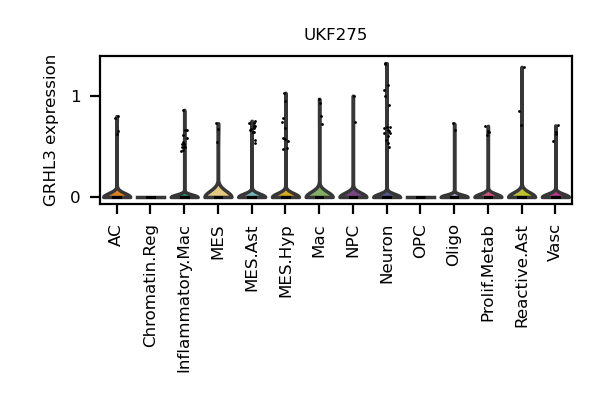 UKF275
GRHL3 expression
1
0
AC
Chromatin.Reg
Inflammatory.Mac
MES
MES.Ast
MES.Hyp
Mac
NPC
Neuron
OPC
Oligo
Prolif.Metab
Reactive.Ast
Vasc